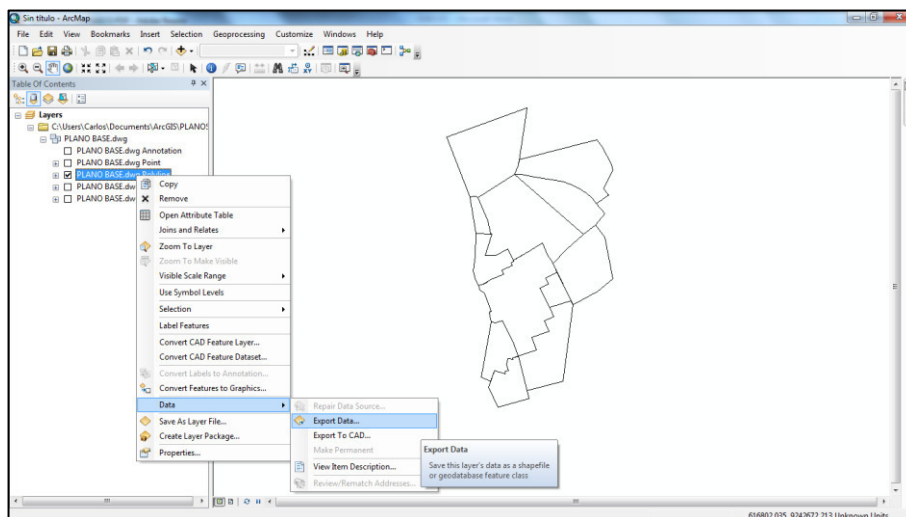 Sin título - ArcMap
File Edit View Bookmarks Insert Selection Geoprocessing Customize Windows Help
Table Of Contents
Layers
C:\Users\Carlos\Documents\ArcGIS\PLANOS
PLANO BASE.dwg
PLANO BASE.dwg Annotation
PLANO BASE.dwg Point
PLANO BASE.dwg Polyline
PLANO BASE.dw
PLANO BASE.dw
Copy
Remove
Open Attribute Table
Joins and Relates
Zoom To Layer
Zoom To Make Visible
Visible Scale Range
Use Symbol Levels
Selection
Label Features
Convert CAD Feature Layer...
Convert CAD Feature Dataset...
Convert Labels to Annotation...
Convert Features to Graphics...
Data
Save As Layer File...
Create Layer Package...
Properties...
Repair Data Source...
Export Data...
Export To CAD...
Make Permanent
View Item Description...
Review/Rematch Addresses...
Export Data
Save this layer's data as a shapefile
or geodatabase feature class
616802.035 9242672.213 Unknown Units